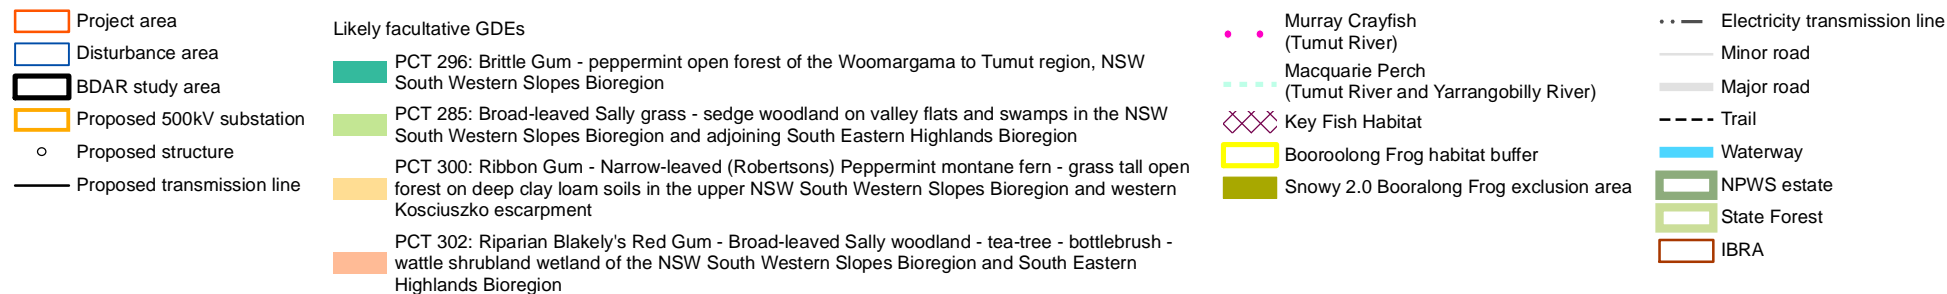 Project area
Disturbance area
BDAR study area
Proposed 500kV substation
Proposed structure
Proposed transmission line
Likely facultative GDEs
PCT 296: Brittle Gum - peppermint open forest of the Woomargama to Tumut region, NSW
South Western Slopes Bioregion
PCT 285: Broad-leaved Sally grass - sedge woodland on valley flats and swamps in the NSW
South Western Slopes Bioregion and adjoining South Eastern Highlands Bioregion
PCT 300: Ribbon Gum - Narrow-leaved (Robertsons) Peppermint montane fern - grass tall open
forest on deep clay loam soils in the upper NSW South Western Slopes Bioregion and western
Kosciuszko escarpment
PCT 302: Riparian Blakely's Red Gum - Broad-leaved Sally woodland - tea-tree - bottlebrush -
wattle shrubland wetland of the NSW South Western Slopes Bioregion and South Eastern
Highlands Bioregion
Murray Crayfish
(Tumut River)
Macquarie Perch
(Tumut River and Yarrangobilly River)
Key Fish Habitat
Booroolong Frog habitat buffer
Snowy 2.0 Booralong Frog exclusion area
Electricity transmission line
Minor road
Major road
Trail
Waterway
NPWS estate
State Forest
IBRA